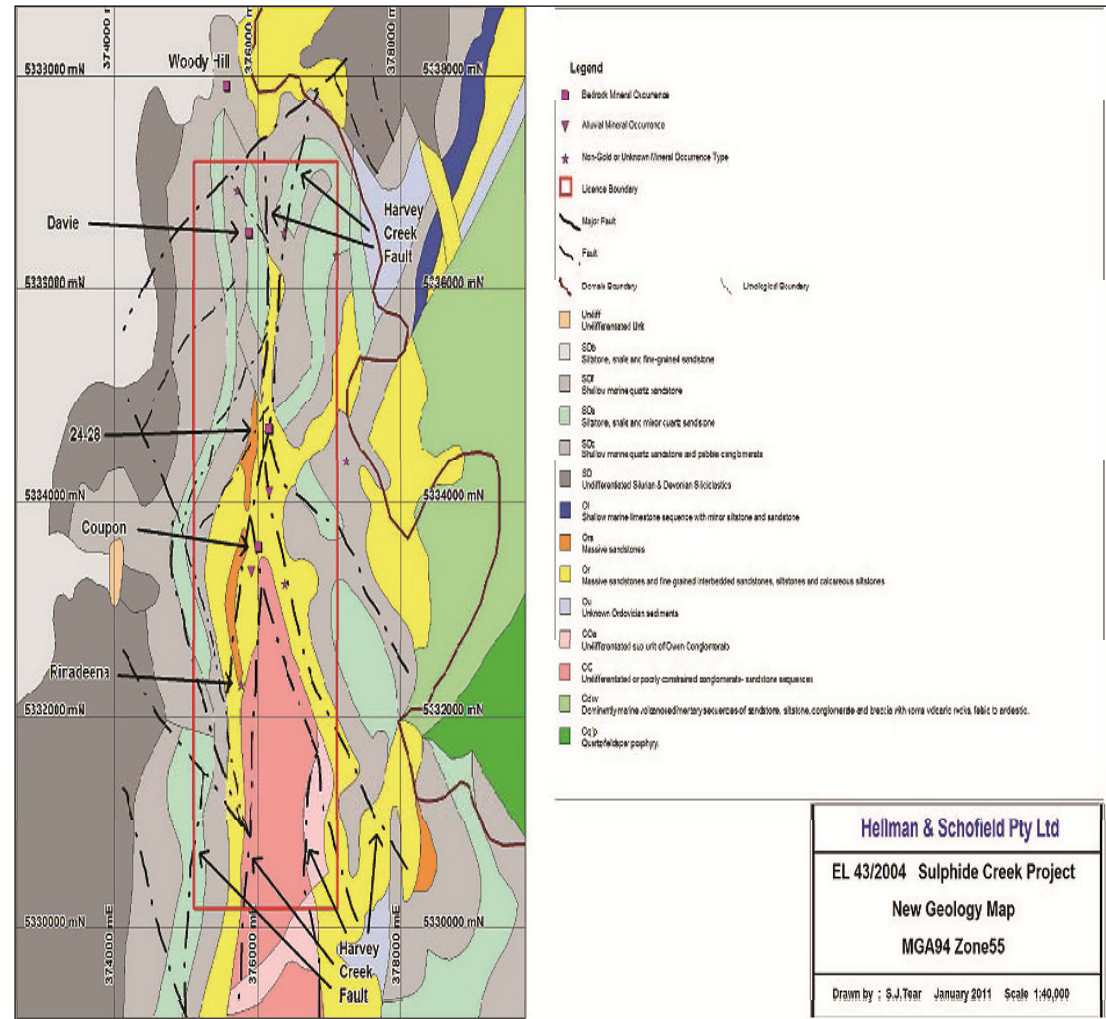 374000 m
376000 m
378000 m
Woody Hill
5338000 mN
5338000 mN
Davie
Harvey
Creek
Fault
5336000 mN
5336000 mN
24-28
5334000 mN
5334000 mN
Coupon
Rinadeena
5332000 mN
5332000 mN
5330000 mN
5330000 mN
374000 mE
376000 mE
378000 mE
Harvey
Creek
Fault
Legend
Bedrock Mineral Occurrence
Alluvial Mineral Occurrence
Non-Gold or Unknown Mineral Occurrence Type
Licence Boundary
Major Fault
Fault
Domain Boundary
Lithological Boundary
Undiff
Undifferentiated Unit
SDb
Siltstone, shale and fine-grained sandstone
SDf
Shallow marine quartz sandstone
SDs
Siltstone, shale and minor quartz sandstone
SDc
Shallow marine quartz sandstone and pebble conglomerate
SD
Undifferentiated Silurian & Devonian Siliciclastics
Ol
Shallow marine limestone sequence with minor siltstone and sandstone
Ora
Massive sandstones
Or
Massive sandstones and fine grained interbedded sandstones, siltstones and calcareous siltstones
Ou
Unknown Ordovician sediments
COa
Undifferentiated sub unit of Owen Conglomerate
CC
Undifferentiated or poorly constrained conglomerate- sandstone sequences
Dominently marine volcanosedimentary sequences of sandstone, siltstone, conglomerate and breccia with some volcanic rocks, felsic to andesitic.
Quartzfeldspar porphyry.
Hellman & Schofield Pty Ltd
EL 43/2004 Sulphide Creek Project
New Geology Map
MGA94 Zone55
Drawn by : S.J.Tear January 2011 Scale 1:40,000